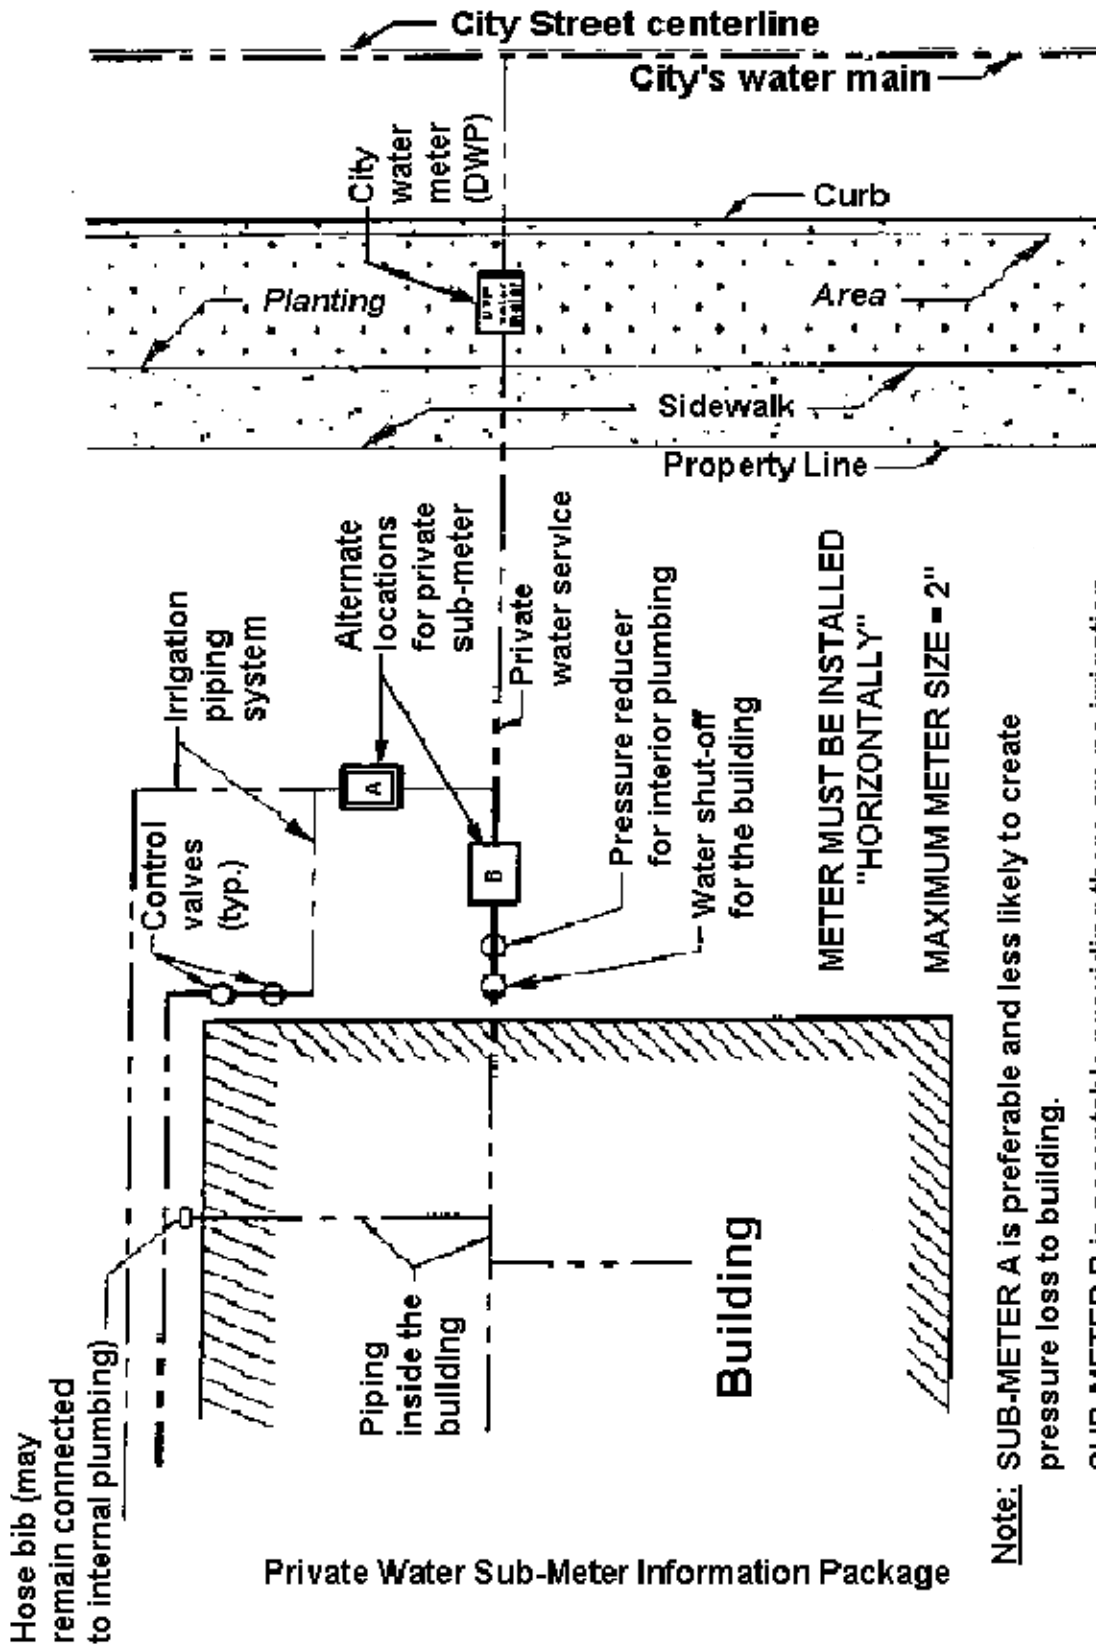 City Street centerline
City's water main
City
water
meter
(DWP)
Curb
Planting
DWP
water
meter
Area
Sidewalk
Property Line
Irrigation
piping
system
Alternate
locations
for private
sub-meter
Private
water service
Control
valves
(typ.)
A
B
Pressure reducer
for interior plumbing
Water shut-off
for the building
METER MUST BE INSTALLED
"HORIZONTALLY"
MAXIMUM METER SIZE = 2"
Hose bib (may
remain connected
to internal plumbing)
Piping
inside the
building
Building
Note: SUB-METER A is preferable and less likely to create
pressure loss to building.
Private Water Sub-Meter Information Package